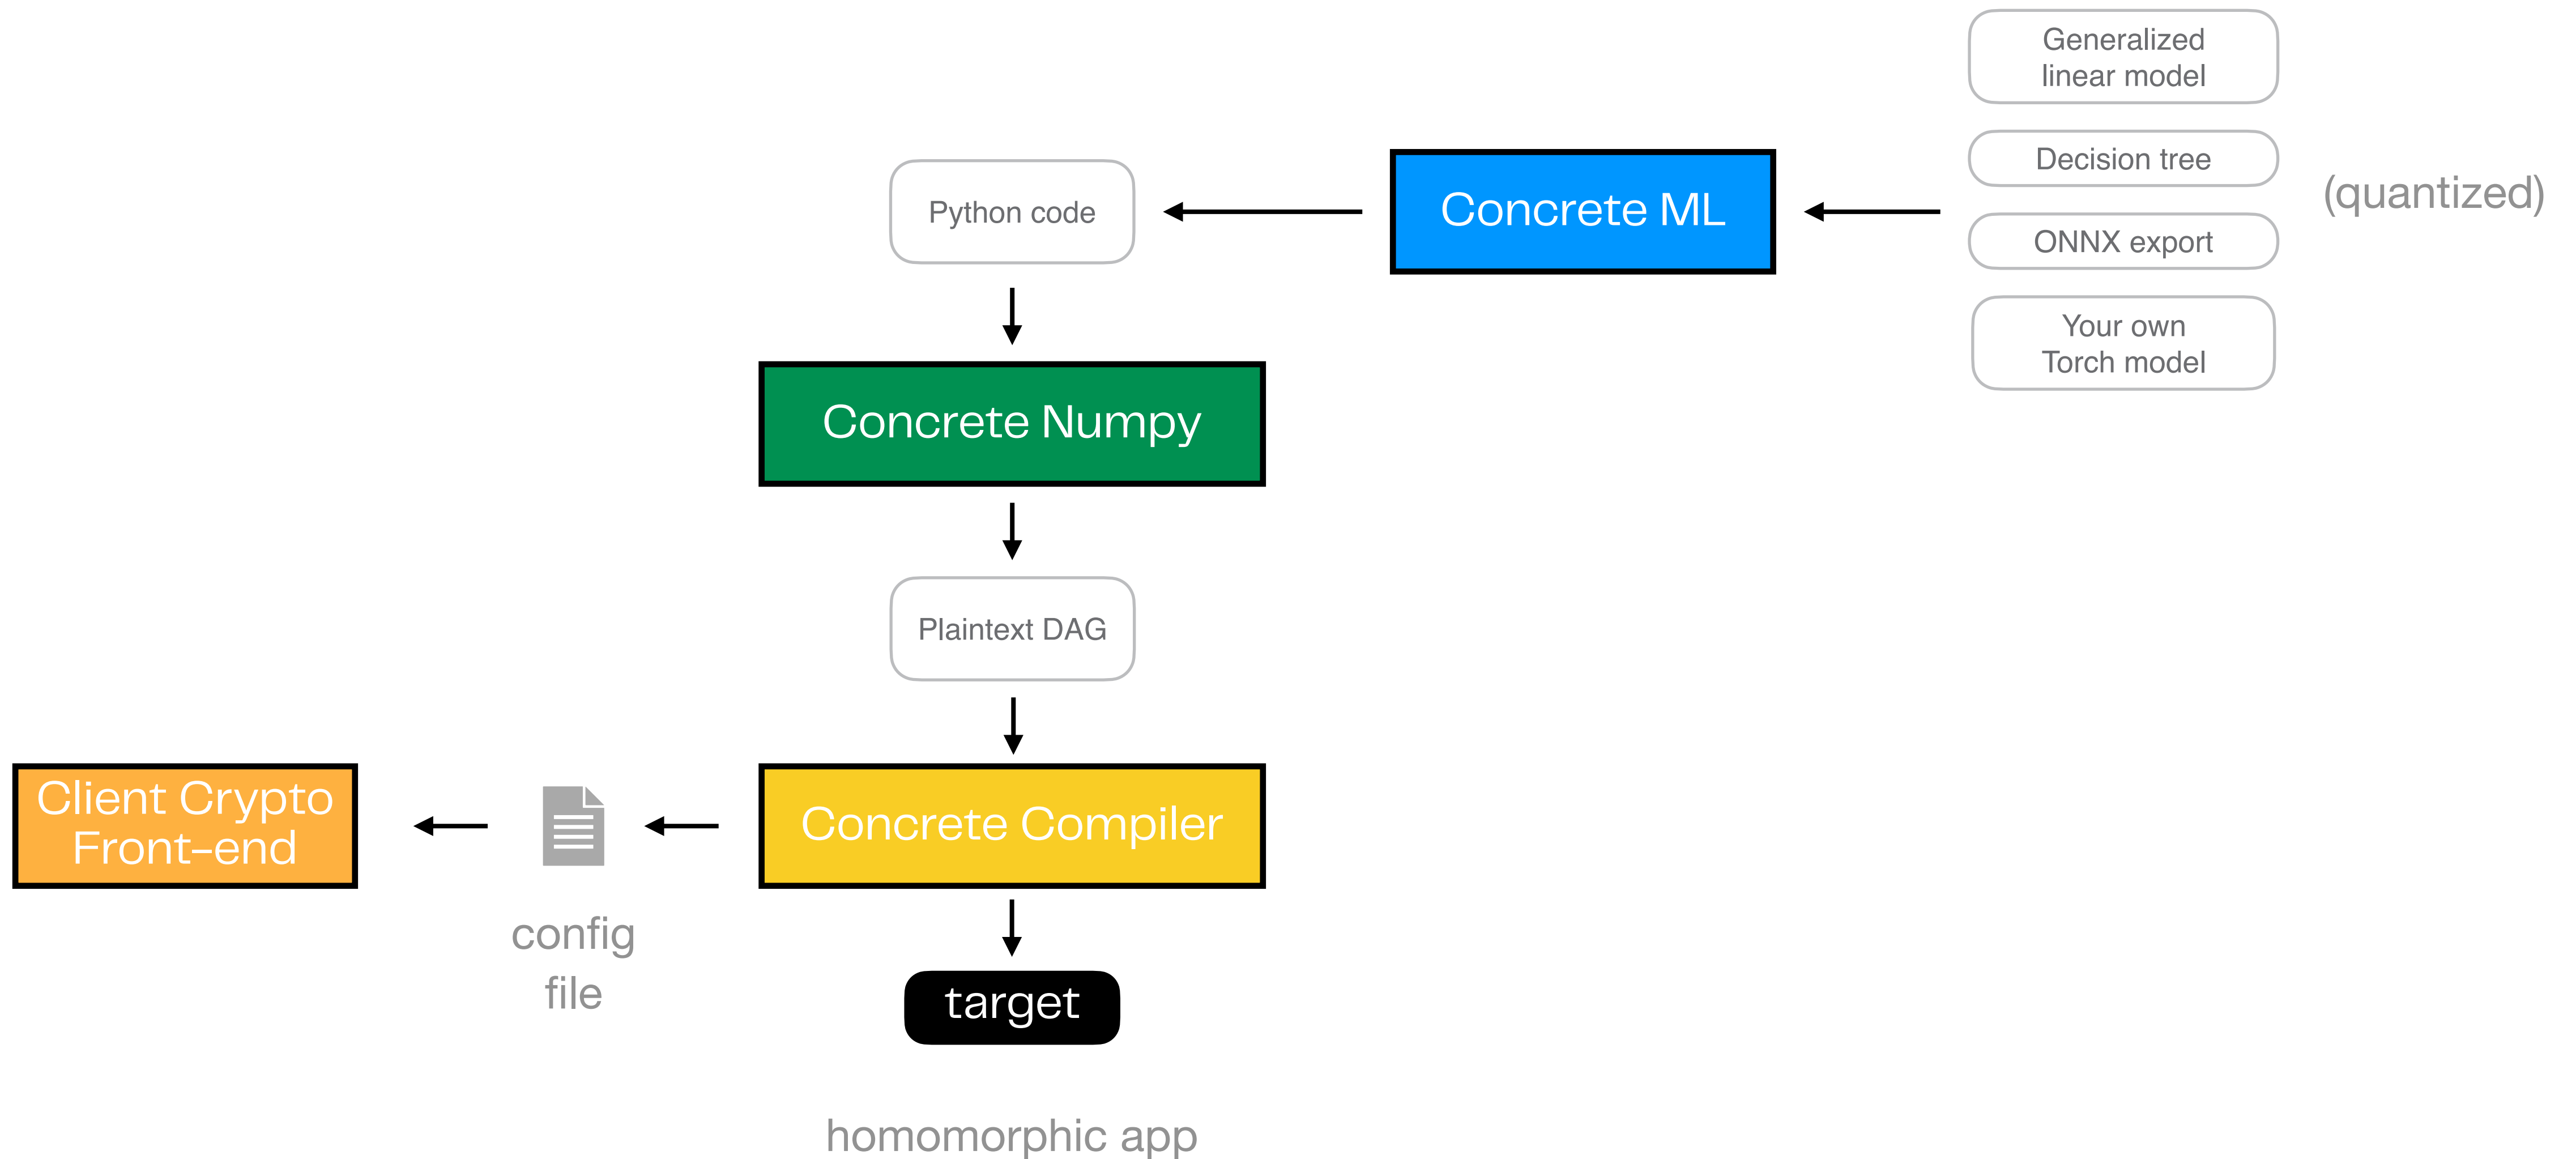 Generalized
linear model
Decision tree
(quantized)
Python code
Concrete ML
ONNX export
Your own
Torch model
Concrete Numpy
Plaintext DAG
Client Crypto
Front-end
Concrete Compiler
config
file
target
homomorphic app